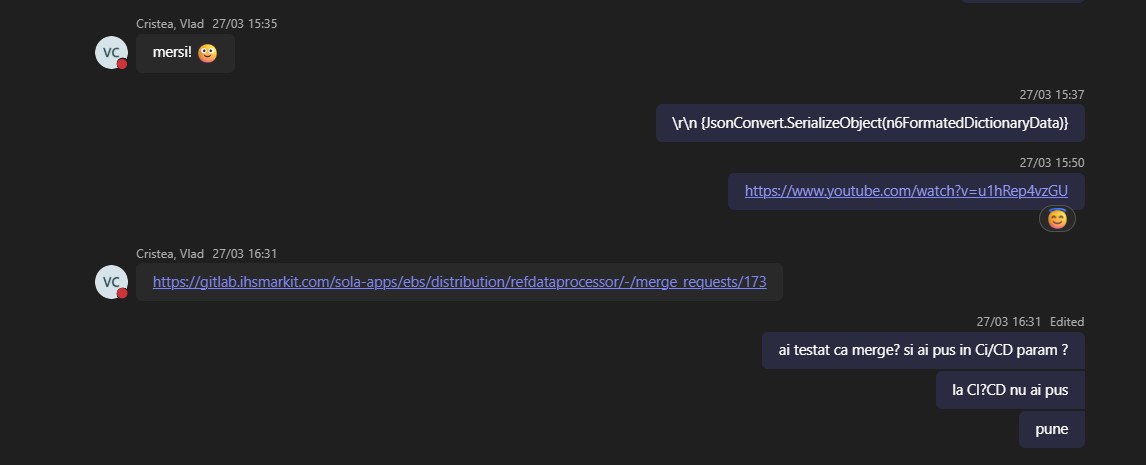 Cristea, Vlad 27/03 15:35
VC
mersi!
27/03 15:37
\r\n {JsonConvert.SerializeObject(n6FormatedDictionaryData)}
27/03 15:50
https://www.youtube.com/watch?v=u1hRep4vzGU
Cristea, Vlad 27/03 16:31
VC
https://gitlab.ihsmarkit.com/sola-apps/ebs/distribution/refdataprocessor/-/merge_requests/173
27/03 16:31 Edited
ai testat ca merge? si ai pus in Ci/CD param ?
la CI?CD nu ai pus
pune